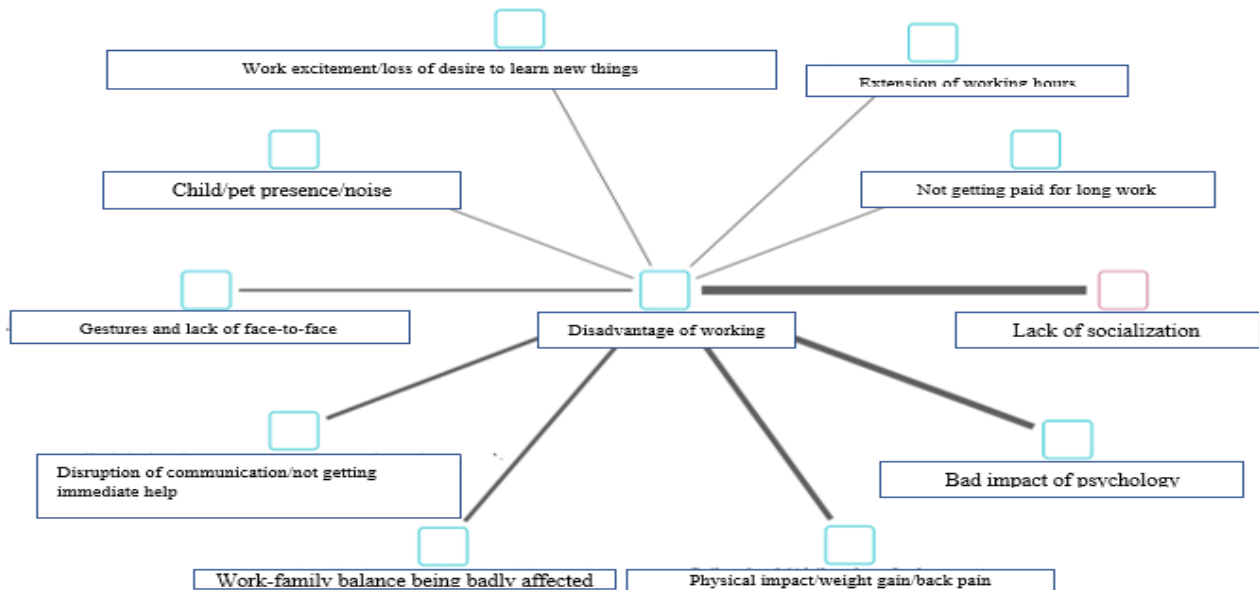 Work excitement/loss of desire to learn new things
Extension of working hours
Child/pet presence/noise
Not getting paid for long work
Gestures and lack of face-to-face
Disadvantage of working
Lack of socialization
Disruption of communication/not getting
immediate help
Bad impact of psychology
Work-family balance being badly affected
Physical impact/weight gain/back pain